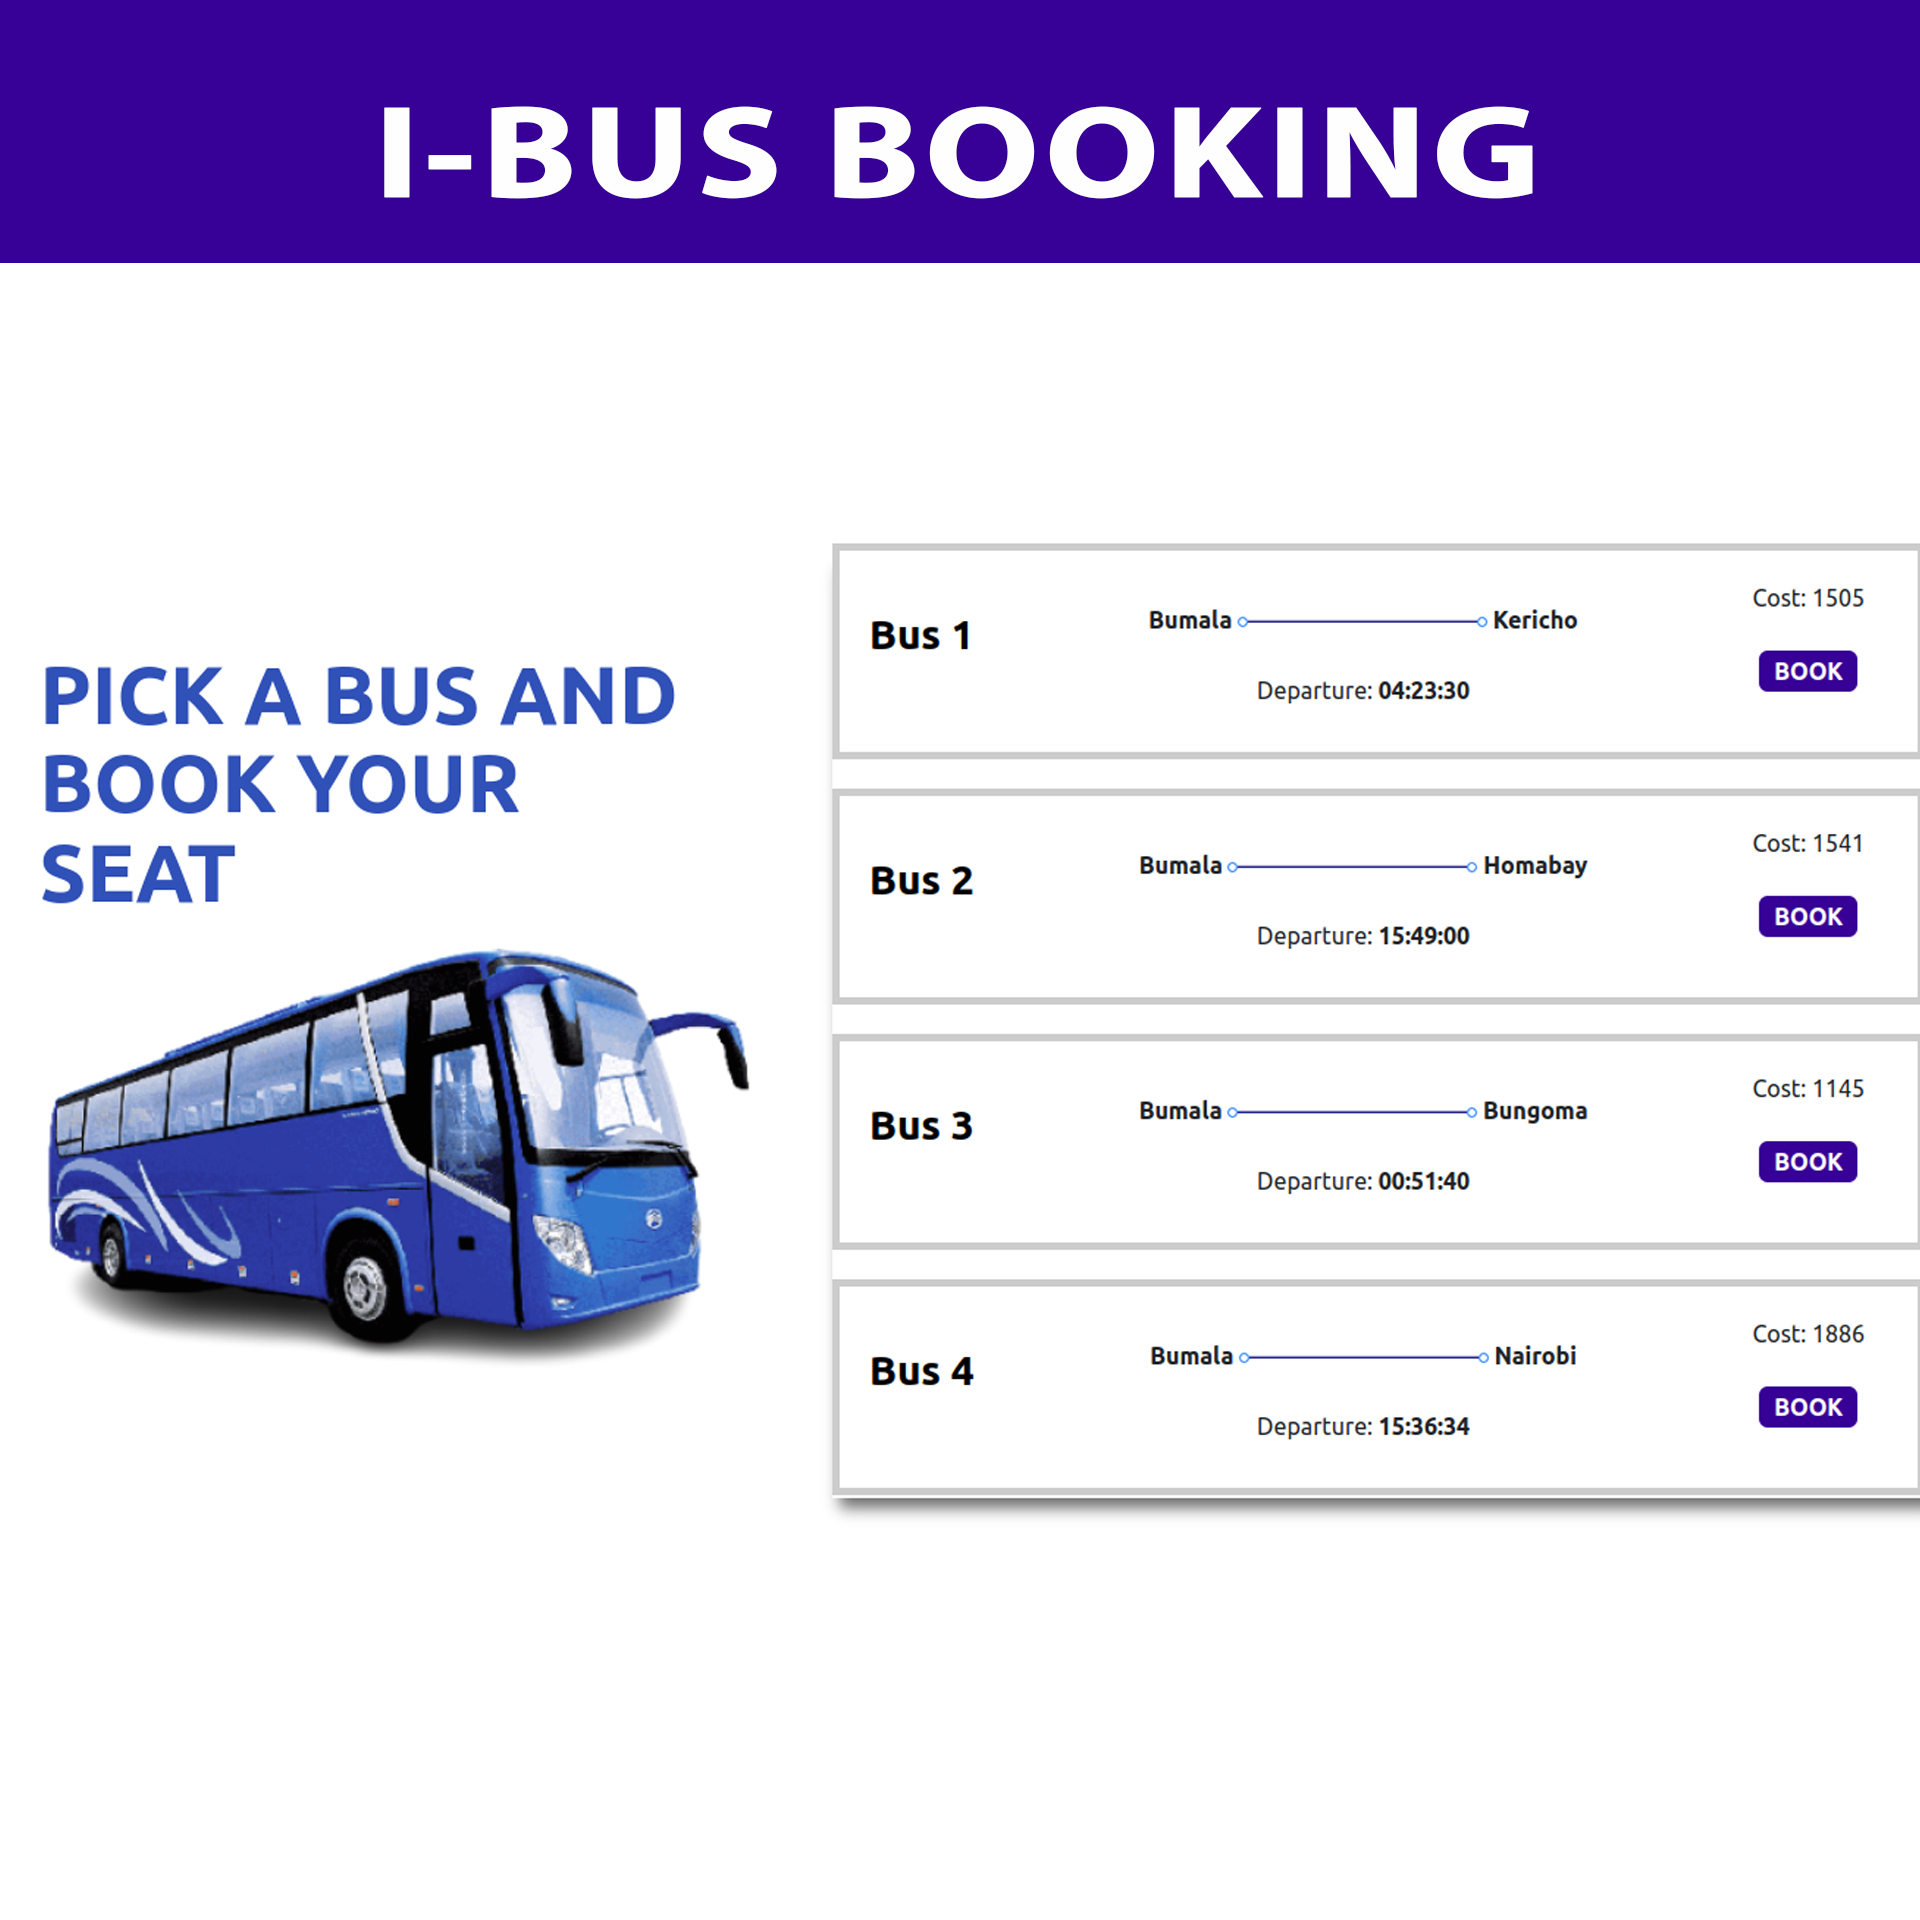 I-BUS BOOKING
PICK A BUS AND
BOOK YOUR
SEAT
Bus 1
Bumala Kericho
Departure: 04:23:30
Cost: 1505
BOOK
Bus 2
Bumala Homabay
Departure: 15:49:00
Cost: 1541
BOOK
Bus 3
Bumala Bungoma
Departure: 00:51:40
Cost: 1145
BOOK
Bus 4
Bumala Nairobi
Departure: 15:36:34
Cost: 1886
BOOK